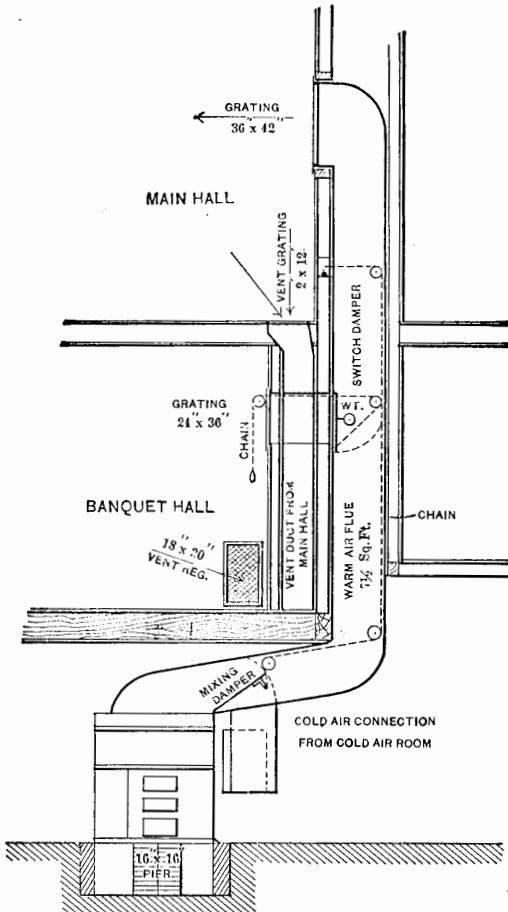 GRATING
36" x 42"
MAIN HALL
VENT GRATING
2 x 12.
SWITCH DAMPER
GRATING
24" x 36"
WT.
CHAIN
BANQUET HALL
18" x 20"
VENT REG.
VENT DUCT FROM
MAIN HALL
WARM AIR FLUE
7½ Sq. Ft.
CHAIN
MIXING
DAMPER
COLD AIR CONNECTION
FROM COLD AIR ROOM
16" x 16"
PIER